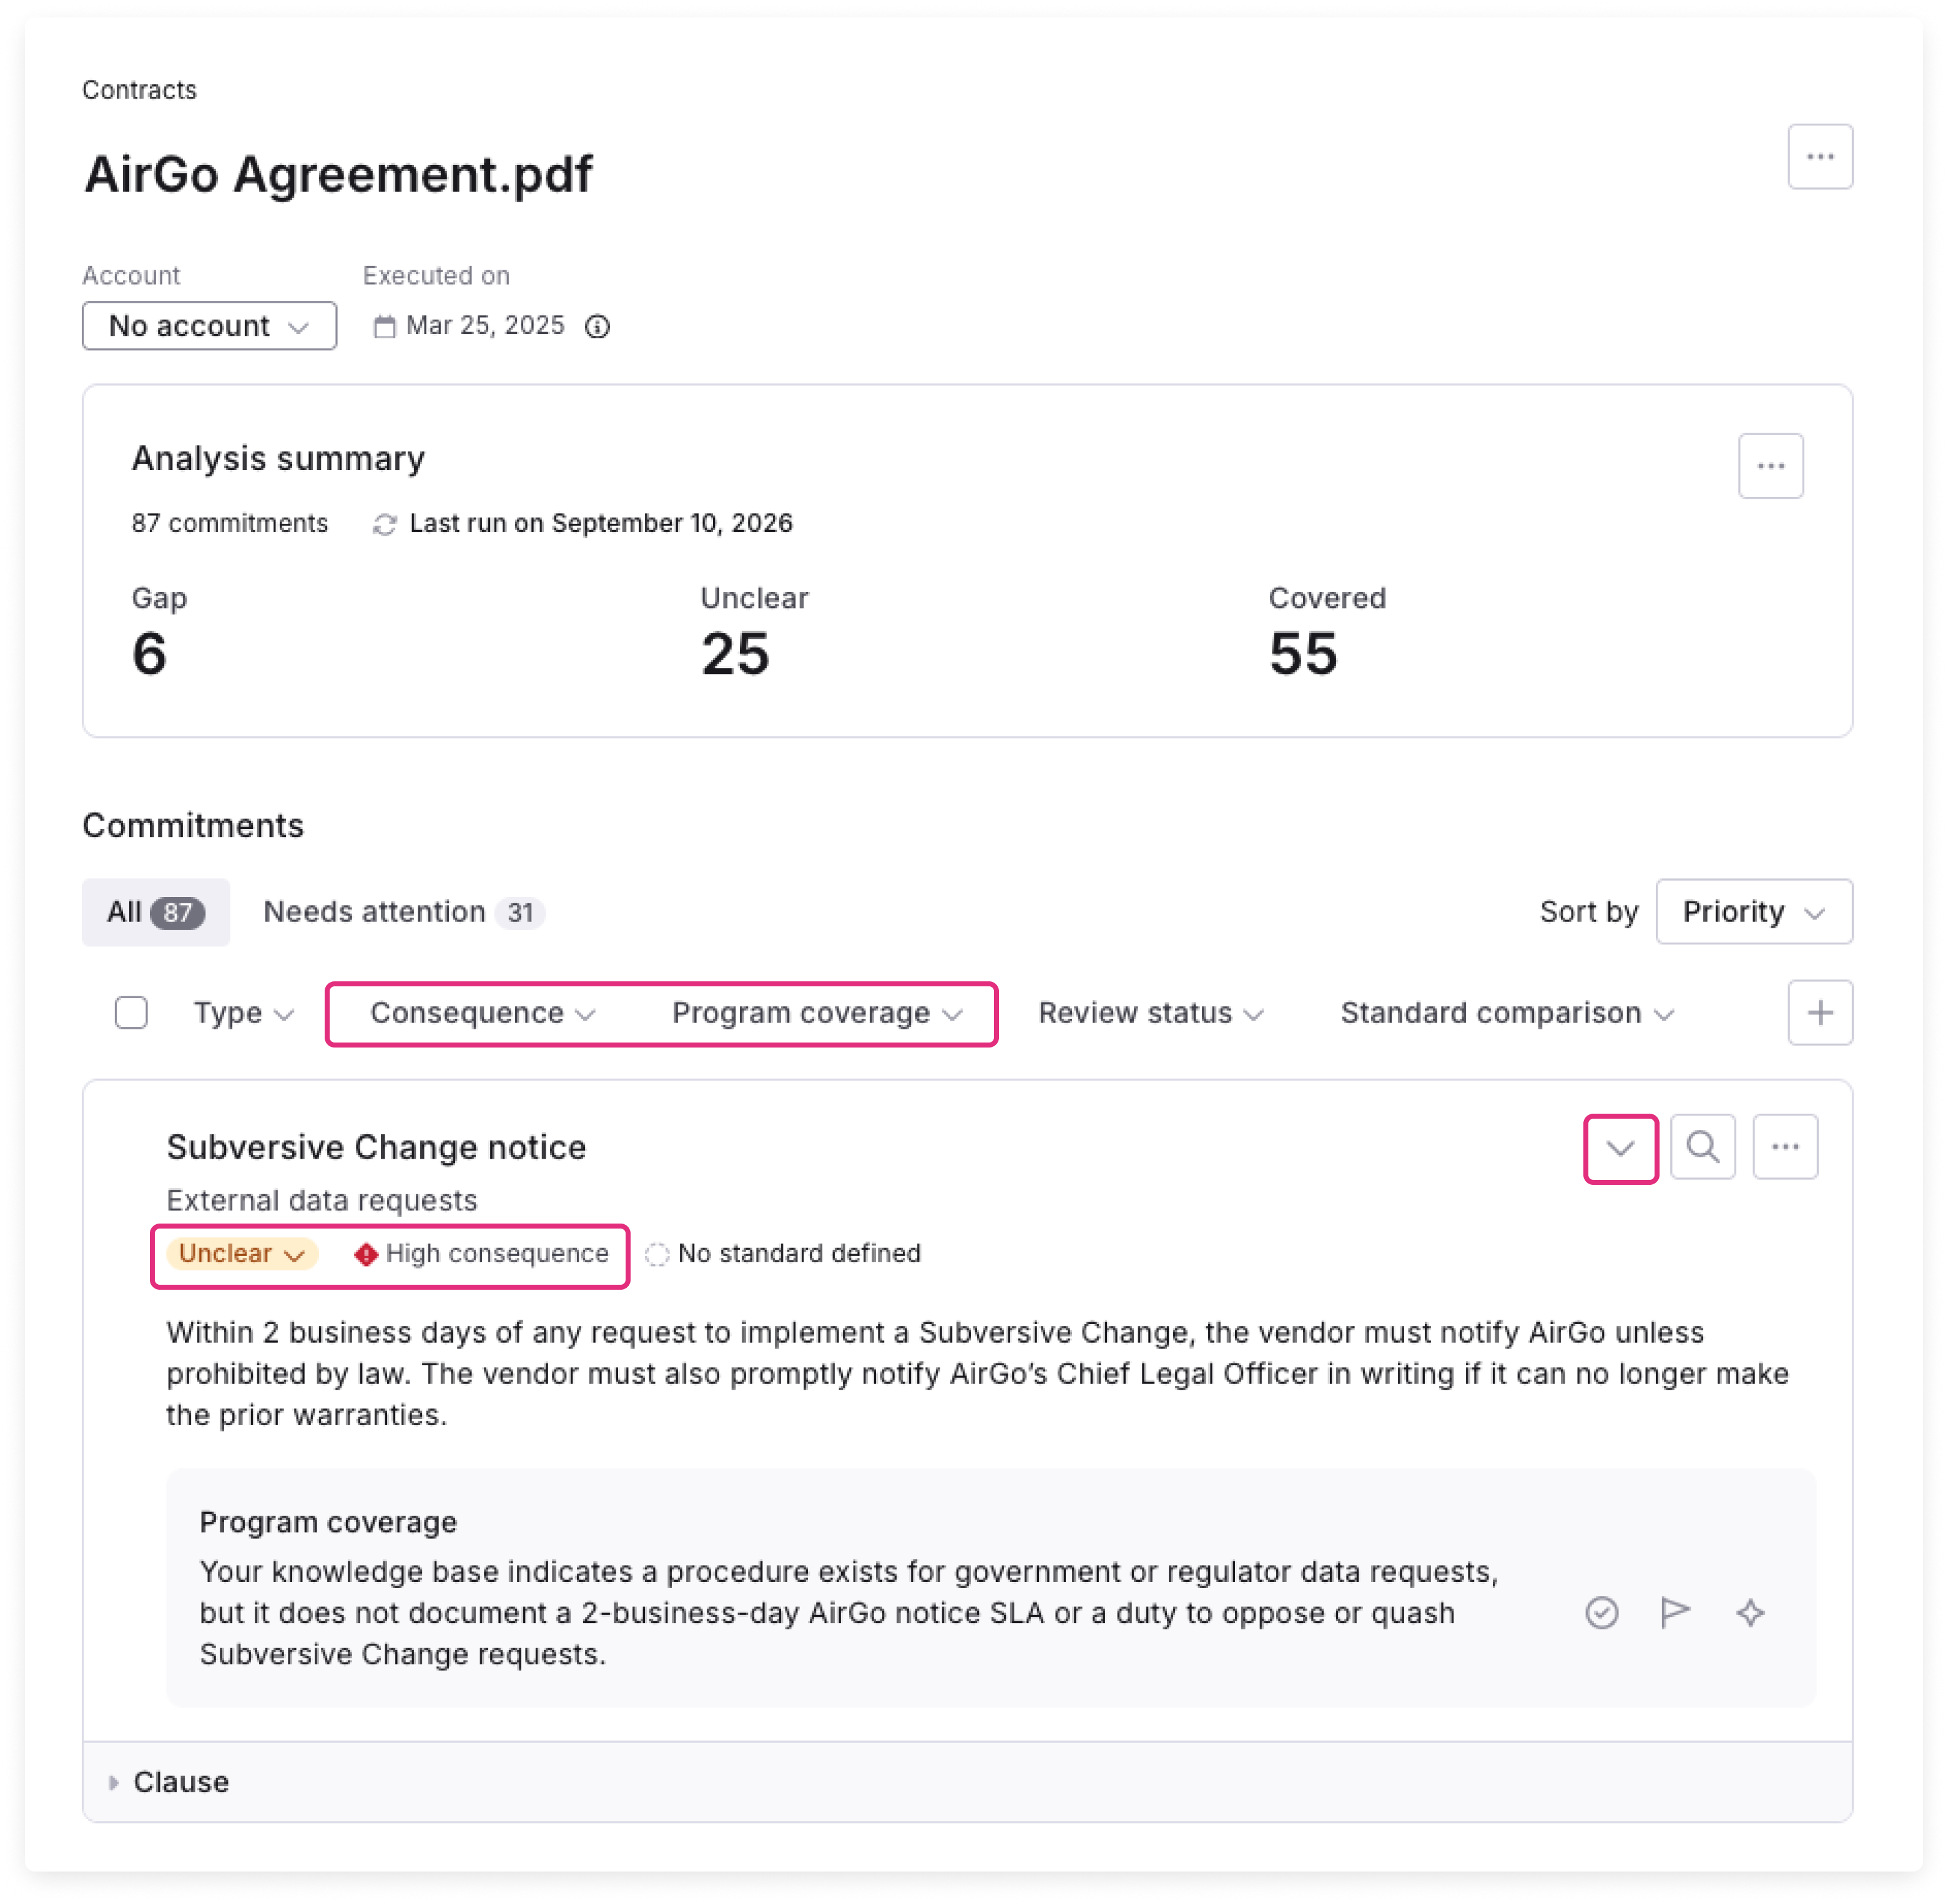 Contracts
AirGo Agreement.pdf
Account
Executed on
No account
Mar 25, 2025
Analysis summary
87 commitments
Last run on September 10, 2026
Gap
Unclear
Covered
6
25
55
Commitments
All 87
Needs attention 31
Sort by
Priority
Type
Consequence
Program coverage
Review status
Standard comparison
Subversive Change notice
External data requests
Unclear
High consequence
No standard defined
Within 2 business days of any request to implement a Subversive Change, the vendor must notify AirGo unless
prohibited by law. The vendor must also promptly notify AirGo’s Chief Legal Officer in writing if it can no longer make
the prior warranties.
Program coverage
Your knowledge base indicates a procedure exists for government or regulator data requests,
but it does not document a 2-business-day AirGo notice SLA or a duty to oppose or quash
Subversive Change requests.
Clause